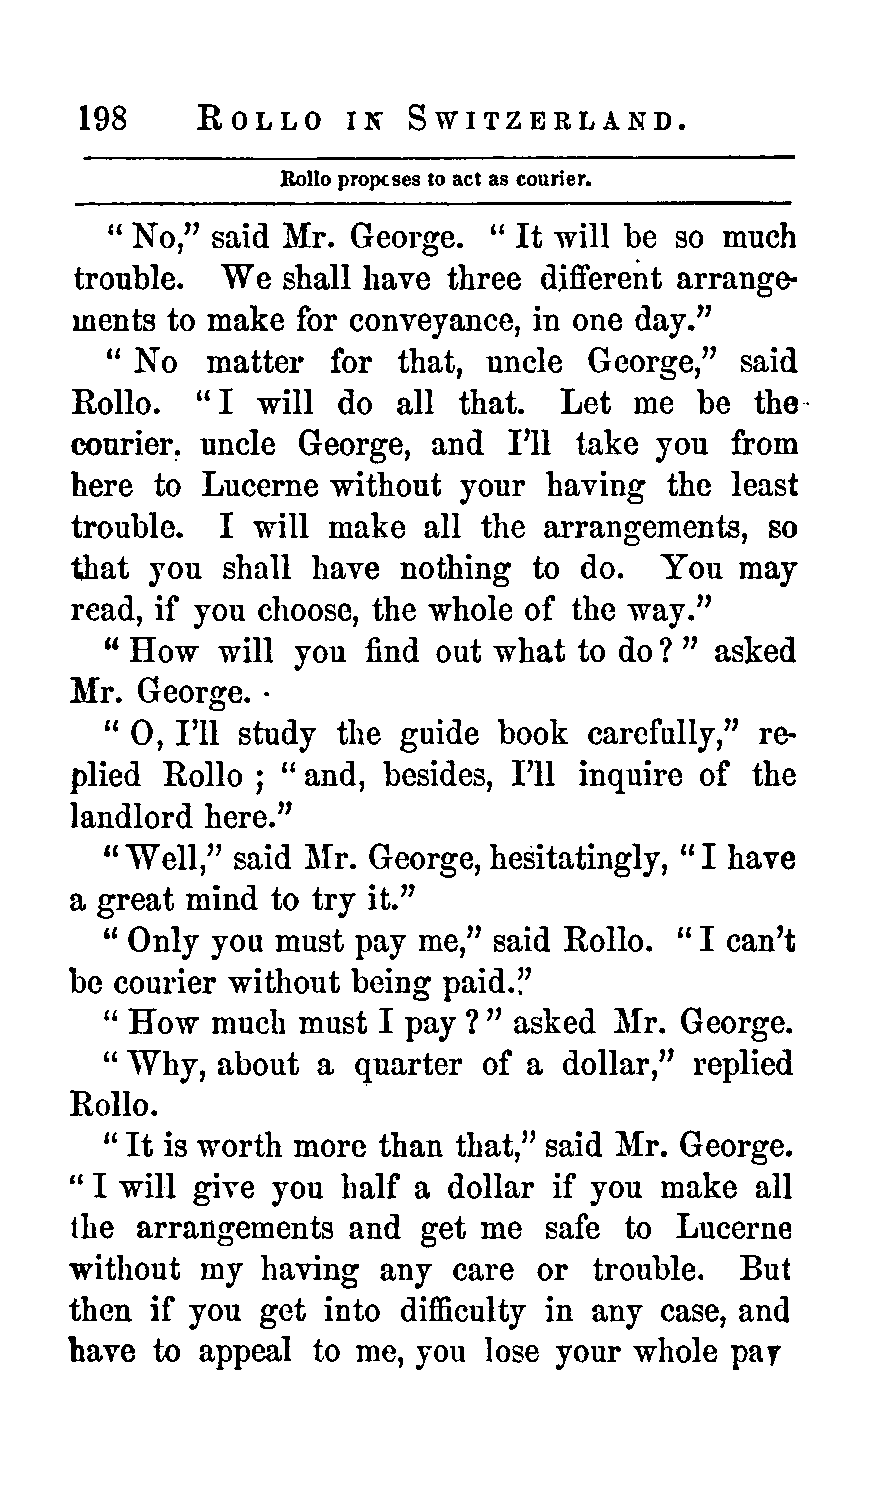 198 ROLLO IN SWITZERLAND.
Rollo proposes to act as courier.
“ No,” said Mr. George. “ It will be so much
trouble. We shall have three different arrange-
ments to make for conveyance, in one day.”
“ No matter for that, uncle George,” said
Rollo. “ I will do all that. Let me be the
courier, uncle George, and I’ll take you from
here to Lucerne without your having the least
trouble. I will make all the arrangements, so
that you shall have nothing to do. You may
read, if you choose, the whole of the way.”
“ How will you find out what to do ? ” asked
Mr. George.
“ O, I’ll study the guide book carefully,” re-
plied Rollo ; “ and, besides, I’ll inquire of the
landlord here.”
“ Well,” said Mr. George, hesitatingly, “ I have
a great mind to try it.”
“ Only you must pay me,” said Rollo. “ I can’t
be courier without being paid.”
“ How much must I pay ? ” asked Mr. George.
“ Why, about a quarter of a dollar,” replied
Rollo.
“ It is worth more than that,” said Mr. George.
“ I will give you half a dollar if you make all
the arrangements and get me safe to Lucerne
without my having any care or trouble. But
then if you get into difficulty in any case, and
have to appeal to me, you lose your whole pay